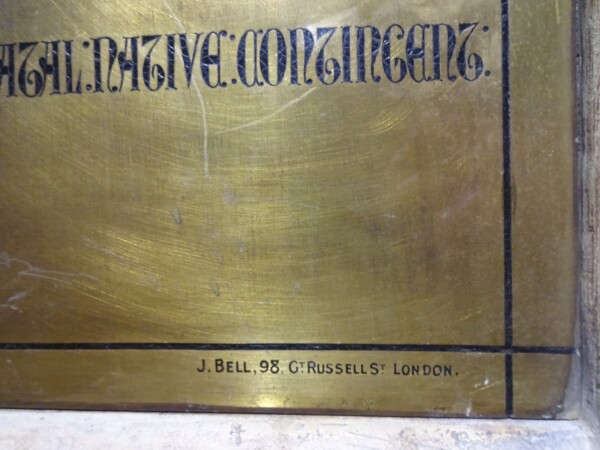 ATAL:NATIVE:CONTINGENT:
J. BELL, 98, GT RUSSELL ST LONDON.